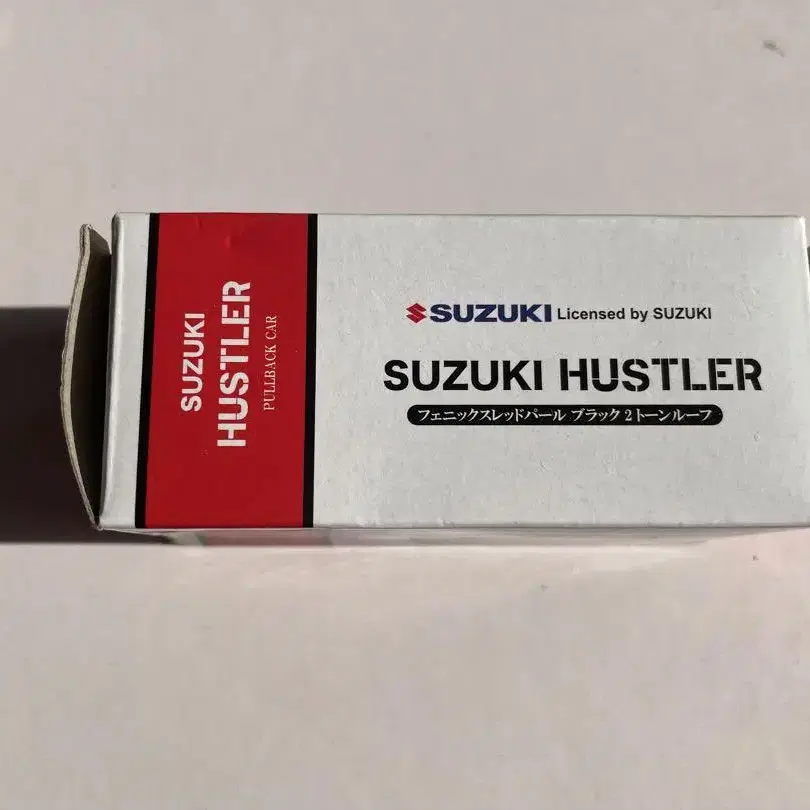 SUZUKI
HUSTLER
PULLBACK CAR
SUZUKI Licensed by SUZUKI
SUZUKI HUSTLER
フェニックスレッドパール ブラック2トーンルーフ